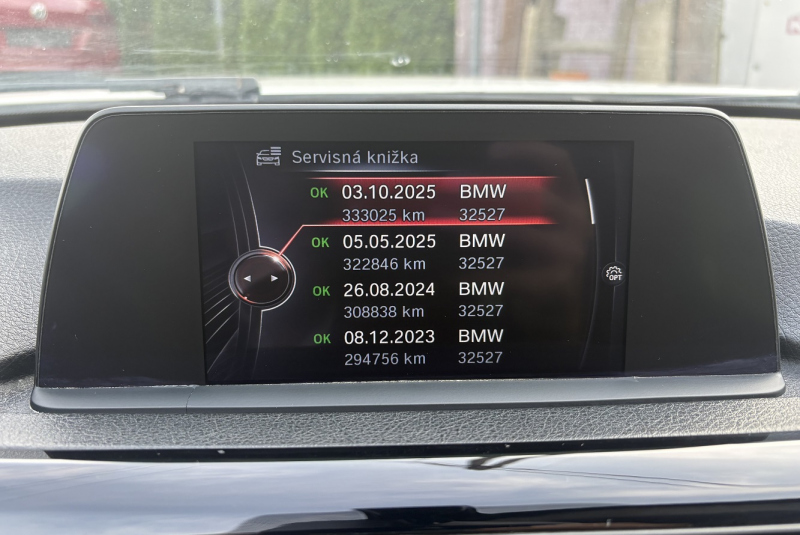 Servisná knižka
OK 03.10.2025 BMW
333025 km 32527
OK 05.05.2025 BMW
322846 km 32527
OK 26.08.2024 BMW
308838 km 32527
OK 08.12.2023 BMW
294756 km 32527
OPT